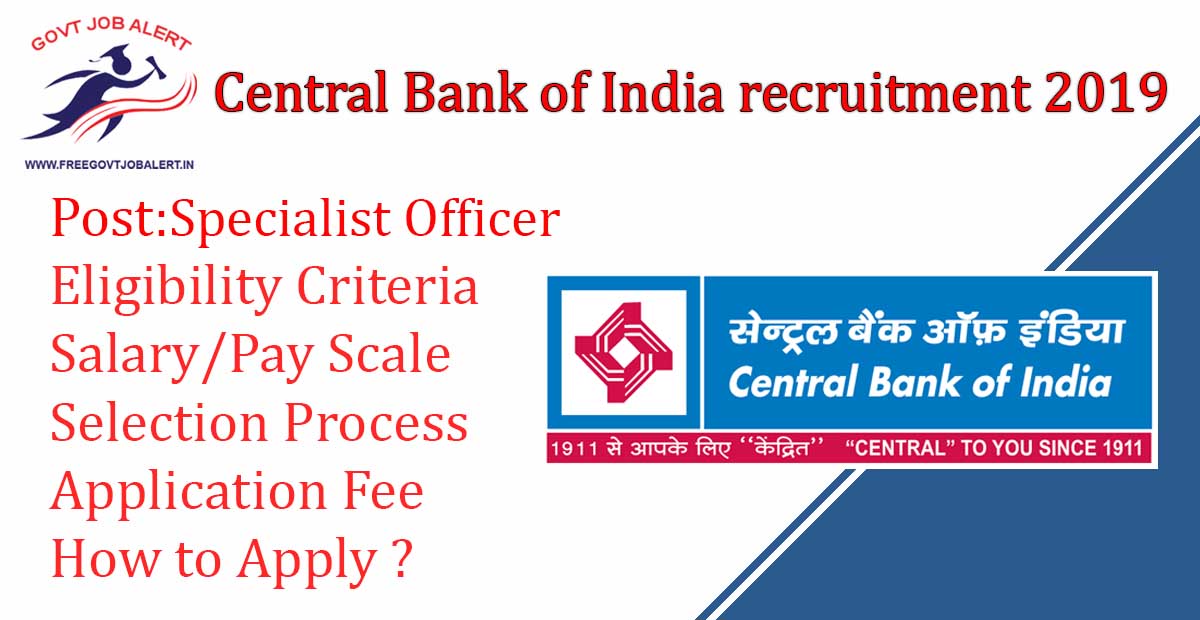 GOVT JOB ALERT
WWW.FREEGOVTJOBALERT.IN
Central Bank of India recruitment 2019
Post:Specialist Officer
Eligibility Criteria
Salary/Pay Scale
Selection Process
Application Fee
How to Apply ?
सेन्ट्रल बैंक ऑफ़ इंडिया
Central Bank of India
1911 से आपके लिए “केंद्रित” “CENTRAL” TO YOU SINCE 1911